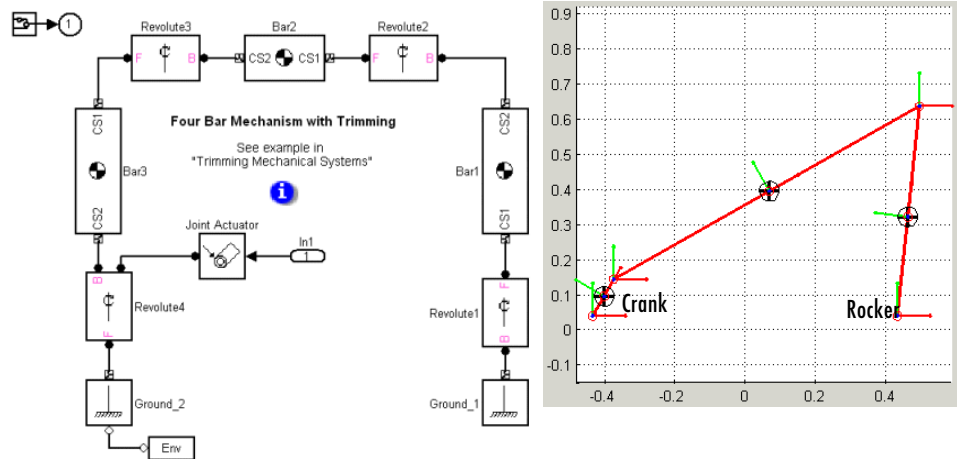 1
Revolute3
Bar2
Revolute2
F
B
CS2
CS1
F
B
CS1
CS2
Four Bar Mechanism with Trimming
See example in
"Trimming Mechanical Systems"
i
Bar3
Bar1
CS2
CS1
Joint Actuator
In1
1
B
F
Revolute4
F
B
Revolute1
Ground_2
Ground_1
Env
0.9
0.8
0.7
0.6
0.5
0.4
0.3
0.2
0.1
0
-0.1
Crank
Rocker
-0.4
-0.2
0
0.2
0.4